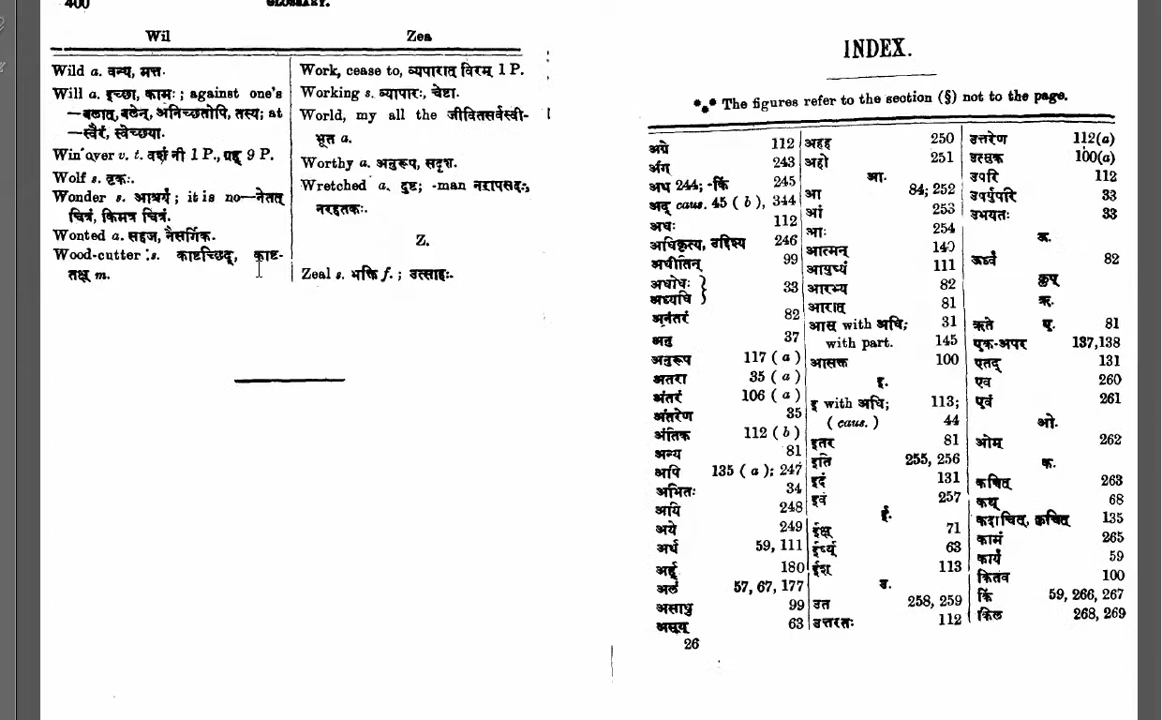 400
GLOSSARY.
Wil
Zea
Wild a. वन्य, मत्त.
Will a. इच्छा, कामः; against one's
—बलात्, बलेन, अनिच्छतोपि, तस्य; at
—स्वैरं, स्वेच्छया.
Win over v. t. वशं नी 1 P., ग्रह् 9 P.
Wolf s. वृकः.
Wonder s. आश्चर्यं; it is no—नैतत्
चित्रं, किमत्र चित्रं.
Wonted a. सहज, नैसर्गिक.
Wood-cutter s. काष्ठच्छिद्, काष्ठ-
तक्ष् m.
Work, cease to, व्यापारात् विरम् 1 P.
Working s. व्यापारः, चेष्टा.
World, my all the जीवितसर्वस्वी-
भूत a.
Worthy a. अनुरूप, सदृश.
Wretched a. दुष्ट; -man नरापसदः,
नरहतकः.
Z.
Zeal s. भक्ति f.; उत्साहः.
INDEX.
*** The figures refer to the section (§) not to the page.
अग्रे 112
अंग 243
अथ 244; -किं 245
अद् caus. 45 ( b ), 344
अधः 112
अधिकृत्य, उद्दिश्य 246
अधीतिन् 99
अधोधः }
अध्यधि } 33
अनंतरं 82
अनु 37
अनुरूप 117 ( a )
अंतरा 35 ( a )
अंतरं 106 ( a )
अंतरेण 35
अंतिक 112 ( b )
अन्य 81
अपि 135 ( a ); 247
अभितः 34
अयि 248
अये 249
अर्थ 59, 111
अर्ह् 180
अलं 57, 67, 177
असाधु 99
असूय् 63
26
अहह 250
अहो 251
आ.
आ 84; 252
आं 253
आः 254
आत्मन् 140
आयुष्यं 111
आरभ्य 82
आरात् 81
आस् with अधि; 31
with part. 145
आसक्त 100
इ.
इ with अधि; 113;
( caus. ) 44
इतर 81
इति 255, 256
इदं 131
इवं 257
ई.
ईक्ष् 71
ईर्ष्य् 63
ईश् 113
उ.
उत 258, 259
उत्तरतः 112
उत्तरेण 112(a)
उत्सुक 100(a)
उपरि 112
उपर्युपरि 33
उभयतः 33
ऊ.
ऊर्ध्वं 82
ऋ.
ऋते 81
ए.
एक-अपर 137,138
एतद् 131
एव 260
एवं 261
ओ.
ओम् 262
क.
कच्चित् 263
कथ् 68
कदाचित्, क्वचित् 135
कामं 265
कार्यं 59
कितव 100
किं 59, 266, 267
किल 268, 269